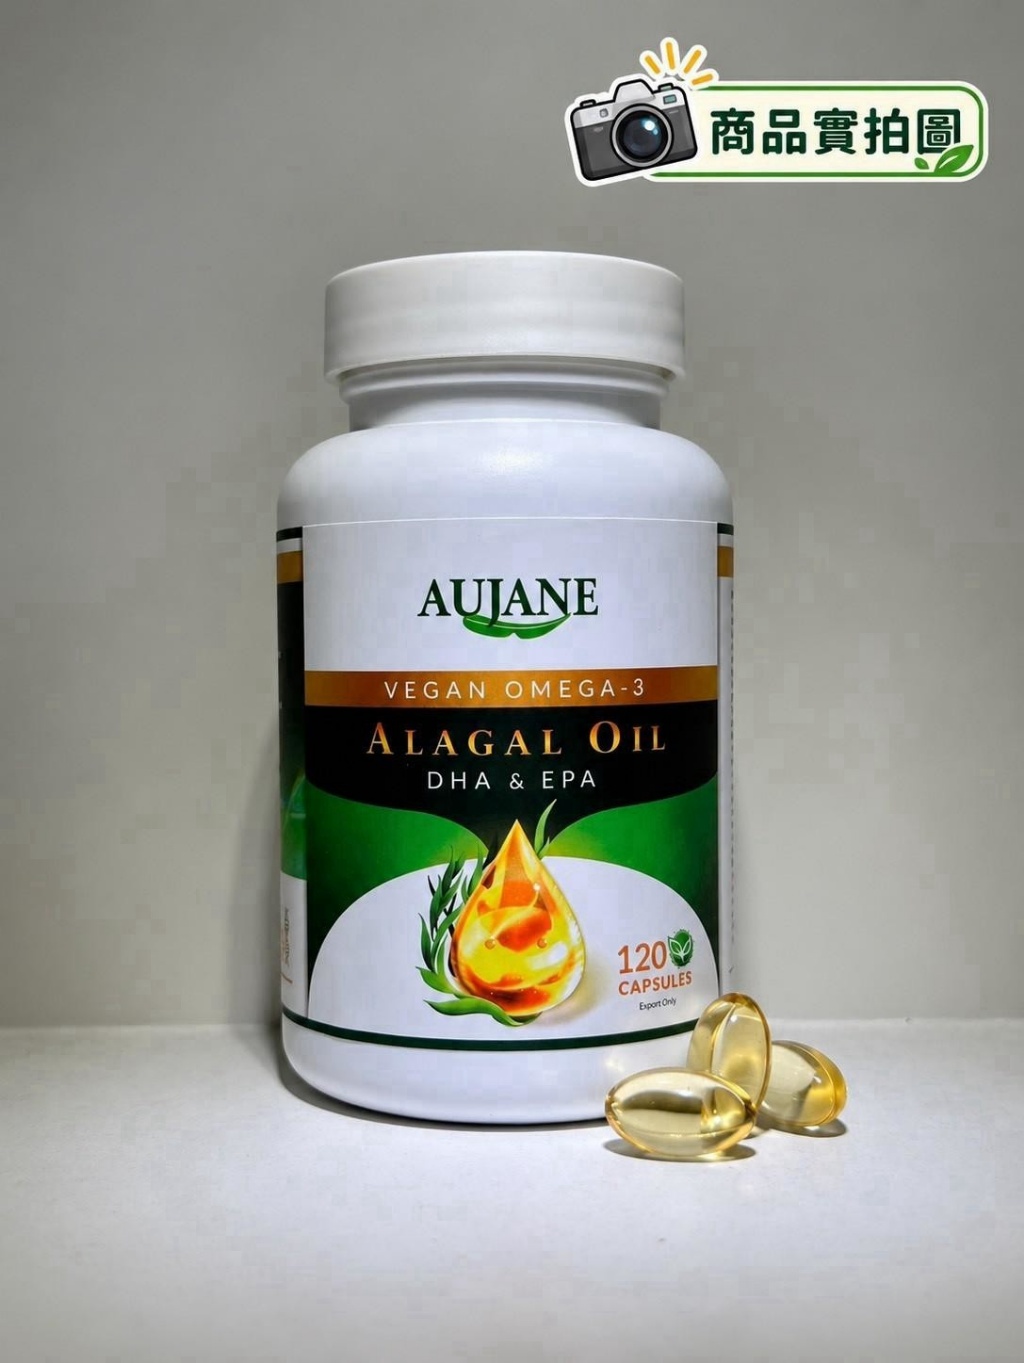 商品實拍圖
AUJANE
VEGAN OMEGA-3
ALAGAL OIL
DHA & EPA
120
CAPSULES
Export Only